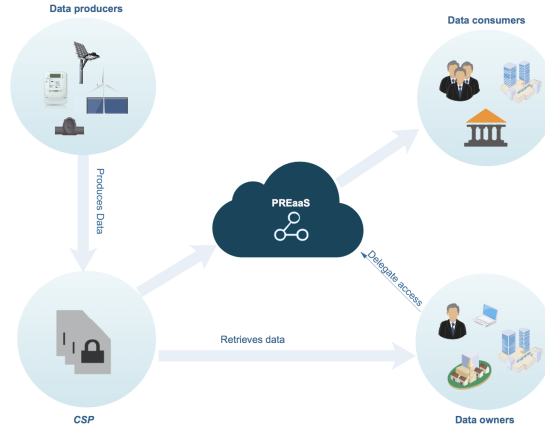 Data producers
Data consumers
Produces Data
PREaaS
Delegate access
Retrieves data
CSP
Data owners